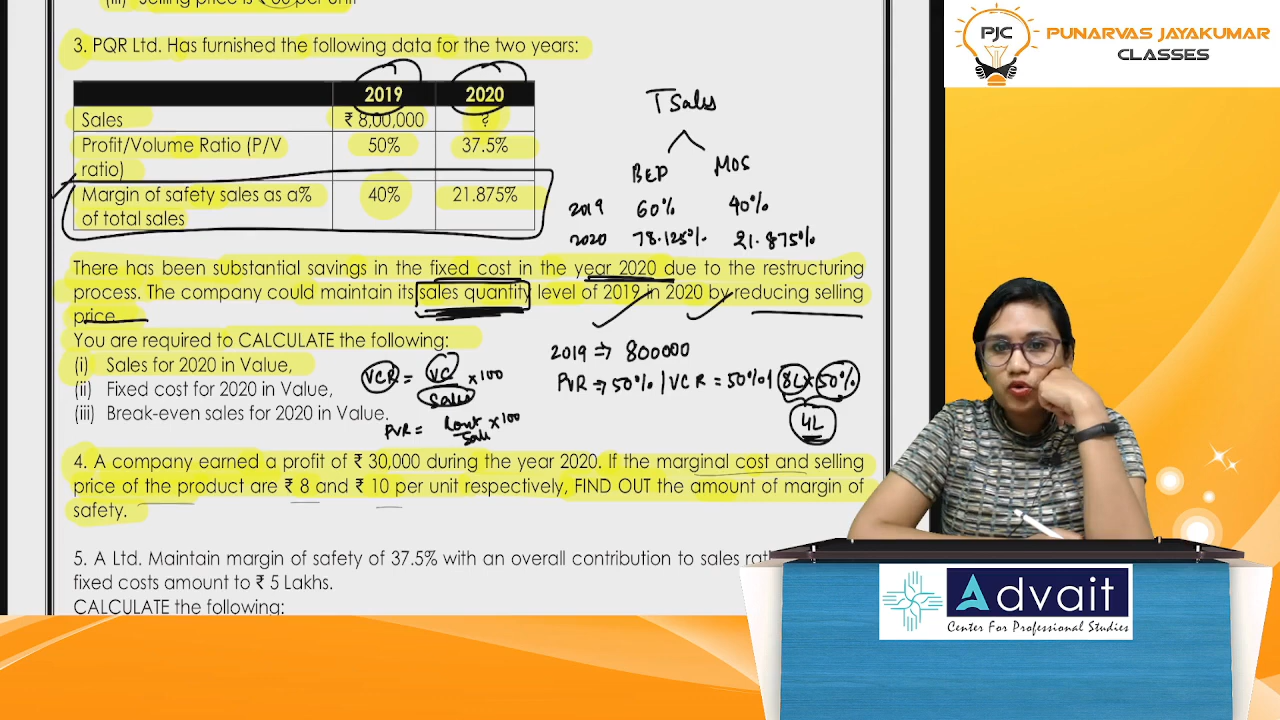 (iii) Selling price is ₹ 60 per unit
3. PQR Ltd. Has furnished the following data for the two years:
2019 2020
Sales ₹ 8,00,000 ?
Profit/Volume Ratio (P/V ratio) 50% 37.5%
Margin of safety sales as a% of total sales 40% 21.875%
T Sales
BEP MOS
2019 60% 40%
2020 78.125% 21.875%
There has been substantial savings in the fixed cost in the year 2020 due to the restructuring
process. The company could maintain its sales quantity level of 2019 in 2020 by reducing selling
price.
You are required to CALCULATE the following:
(i) Sales for 2020 in Value,
(ii) Fixed cost for 2020 in Value,
(iii) Break-even sales for 2020 in Value.
VCR = VC/Sales × 100
PVR = Cont/Sales × 100
2019 ⇒ 800000
PVR ⇒ 50% / VCR = 50% / 8L × 50%
4L
4. A company earned a profit of ₹ 30,000 during the year 2020. If the marginal cost and selling
price of the product are ₹ 8 and ₹ 10 per unit respectively, FIND OUT the amount of margin of
safety.
5. A Ltd. Maintain margin of safety of 37.5% with an overall contribution to sales
fixed costs amount to ₹ 5 Lakhs.
CALCULATE the following:
PJC
PUNARVAS JAYAKUMAR
CLASSES
Advait
Center For Professional Studies